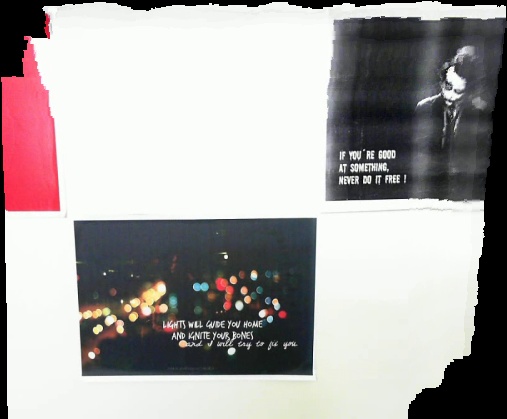 IF YOU'RE GOOD
AT SOMETHING,
NEVER DO IT FREE !
LIGHTS WILL GUIDE YOU HOME
AND IGNITE YOUR BONES
and I will try to fix you